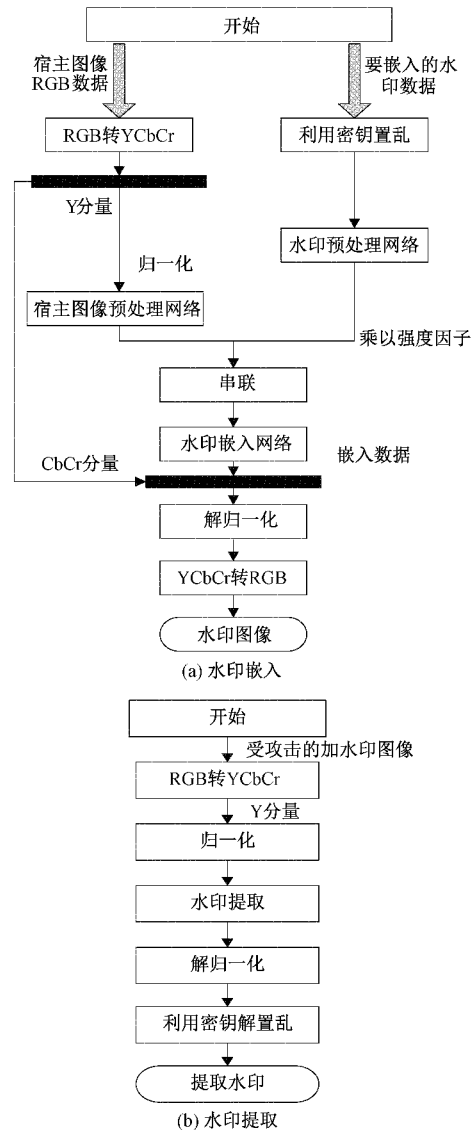 开始
宿主图像
RGB数据
要嵌入的水
印数据
RGB转YCbCr
利用密钥置乱
Y分量
水印预处理网络
归一化
宿主图像预处理网络
乘以强度因子
串联
水印嵌入网络
CbCr分量
嵌入数据
解归一化
YCbCr转RGB
水印图像
(a) 水印嵌入
开始
受攻击的加水印图像
RGB转YCbCr
Y分量
归一化
水印提取
解归一化
利用密钥解置乱
提取水印
(b) 水印提取